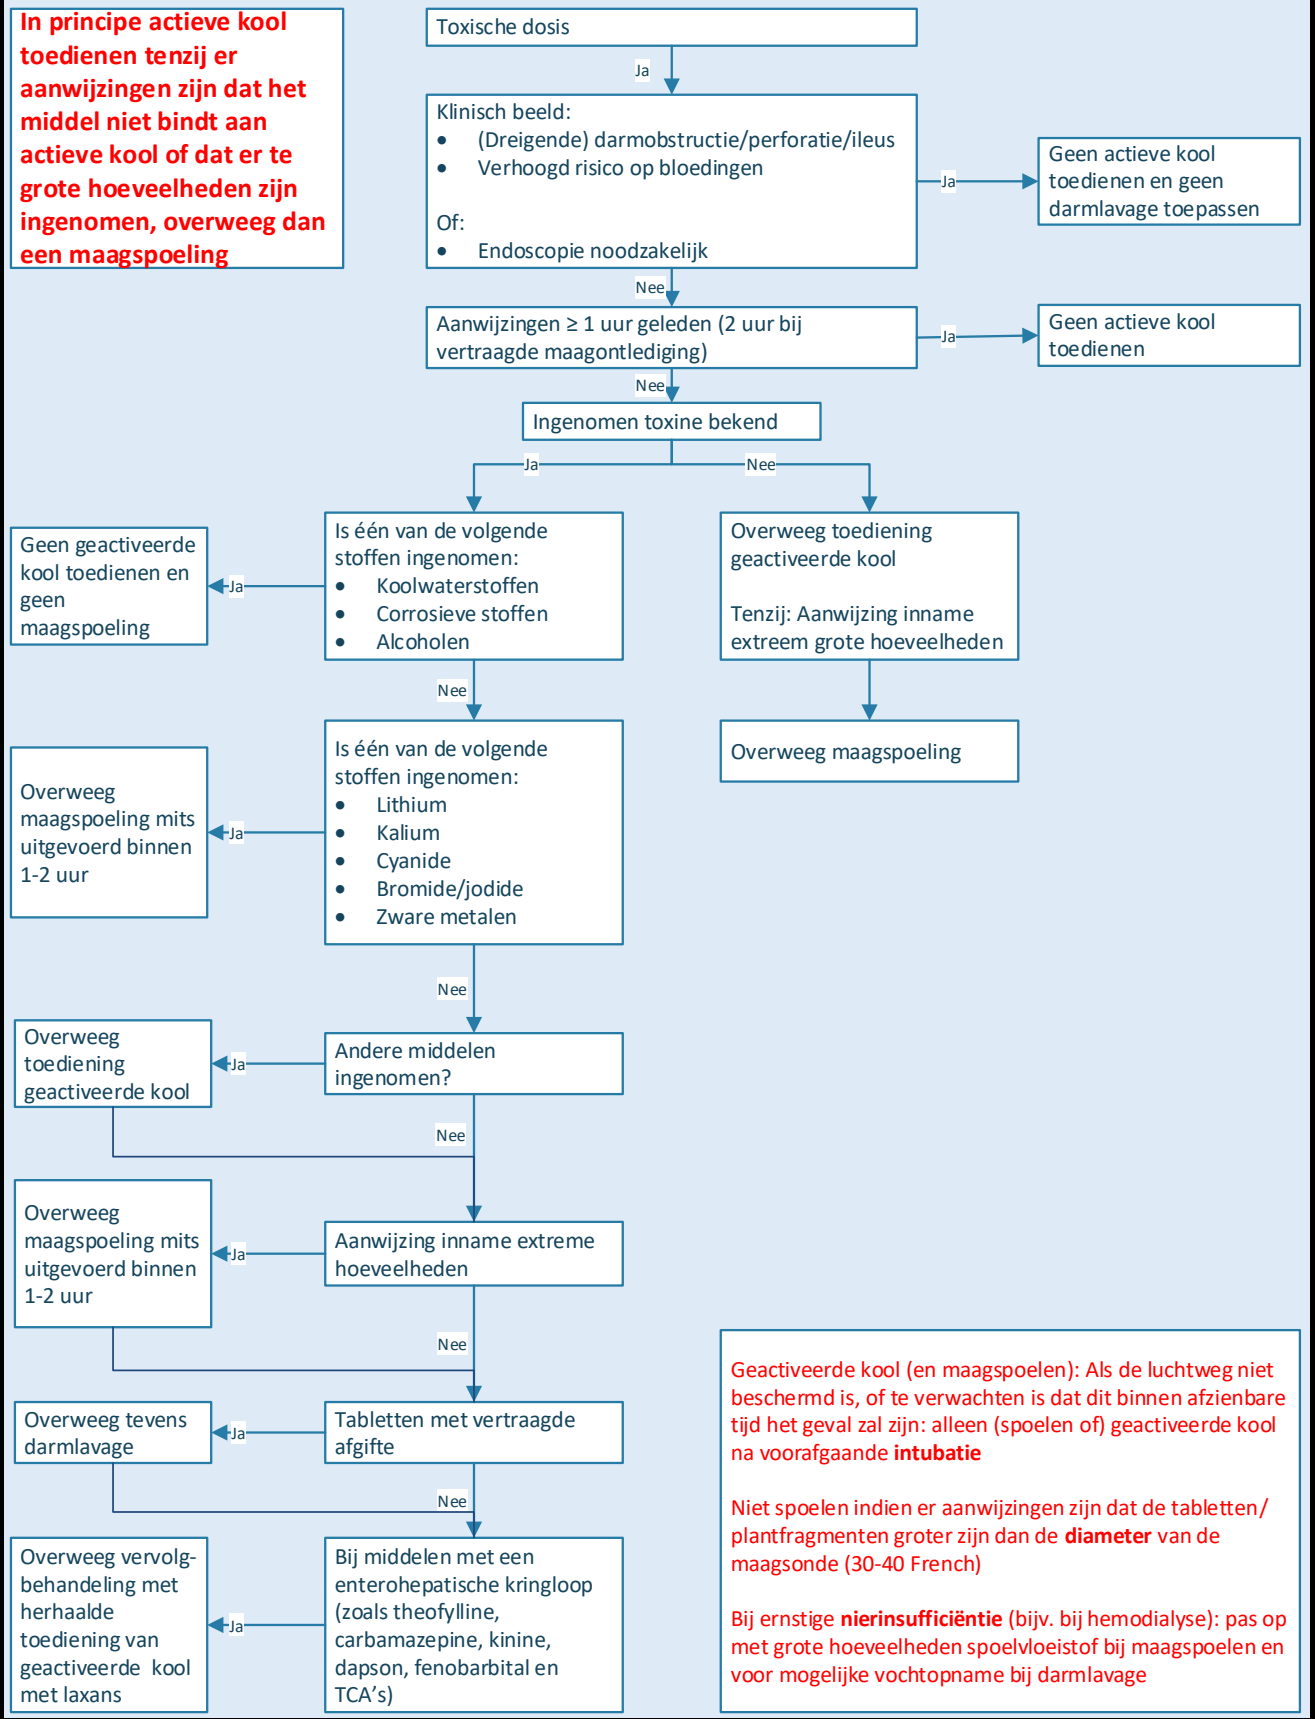 In principe actieve kool
toedienen tenzij er
aanwijzingen zijn dat het
middel niet bindt aan
actieve kool of dat er te
grote hoeveelheden zijn
ingenomen, overweeg dan
een maagspoeling
Toxische dosis
Ja
Klinisch beeld:
• (Dreigende) darmobstructie/perforatie/ileus
• Verhoogd risico op bloedingen
Of:
• Endoscopie noodzakelijk
Ja
Geen actieve kool
toedienen en geen
darmlavage toepassen
Nee
Aanwijzingen ≥ 1 uur geleden (2 uur bij
vertraagde maagontlediging)
Ja
Geen actieve kool
toedienen
Nee
Ingenomen toxine bekend
Ja
Nee
Is één van de volgende
stoffen ingenomen:
• Koolwaterstoffen
• Corrosieve stoffen
• Alcoholen
Ja
Geen geactiveerde
kool toedienen en
geen
maagspoeling
Overweeg toediening
geactiveerde kool
Tenzij: Aanwijzing inname
extreem grote hoeveelheden
Overweeg maagspoeling
Nee
Is één van de volgende
stoffen ingenomen:
• Lithium
• Kalium
• Cyanide
• Bromide/jodide
• Zware metalen
Ja
Overweeg
maagspoeling mits
uitgevoerd binnen
1-2 uur
Nee
Andere middelen
ingenomen?
Ja
Overweeg
toediening
geactiveerde kool
Nee
Aanwijzing inname extreme
hoeveelheden
Ja
Overweeg
maagspoeling mits
uitgevoerd binnen
1-2 uur
Nee
Tabletten met vertraagde
afgifte
Ja
Overweeg tevens
darmlavage
Nee
Bij middelen met een
enterohepatische kringloop
(zoals theofylline,
carbamazepine, kinine,
dapson, fenobarbital en
TCA's)
Ja
Overweeg vervolg-
behandeling met
herhaalde
toediening van
geactiveerde kool
met laxans
Geactiveerde kool (en maagspoelen): Als de luchtweg niet
beschermd is, of te verwachten is dat dit binnen afzienbare
tijd het geval zal zijn: alleen (spoelen of) geactiveerde kool
na voorafgaande intubatie
Niet spoelen indien er aanwijzingen zijn dat de tabletten/
plantfragmenten groter zijn dan de diameter van de
maagsonde (30-40 French)
Bij ernstige nierinsufficiëntie (bijv. bij hemodialyse): pas op
met grote hoeveelheden spoelvloeistof bij maagspoelen en
voor mogelijke vochtopname bij darmlavage